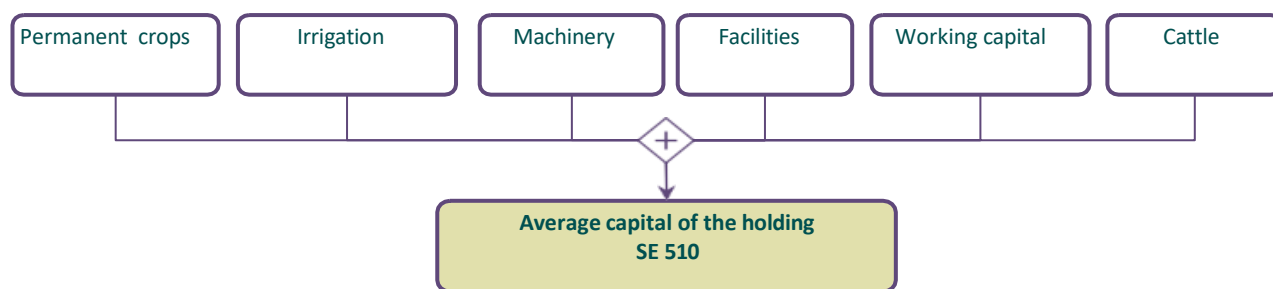 Permanent crops
Irrigation
Machinery
Facilities
Working capital
Cattle
Average capital of the holding
SE 510